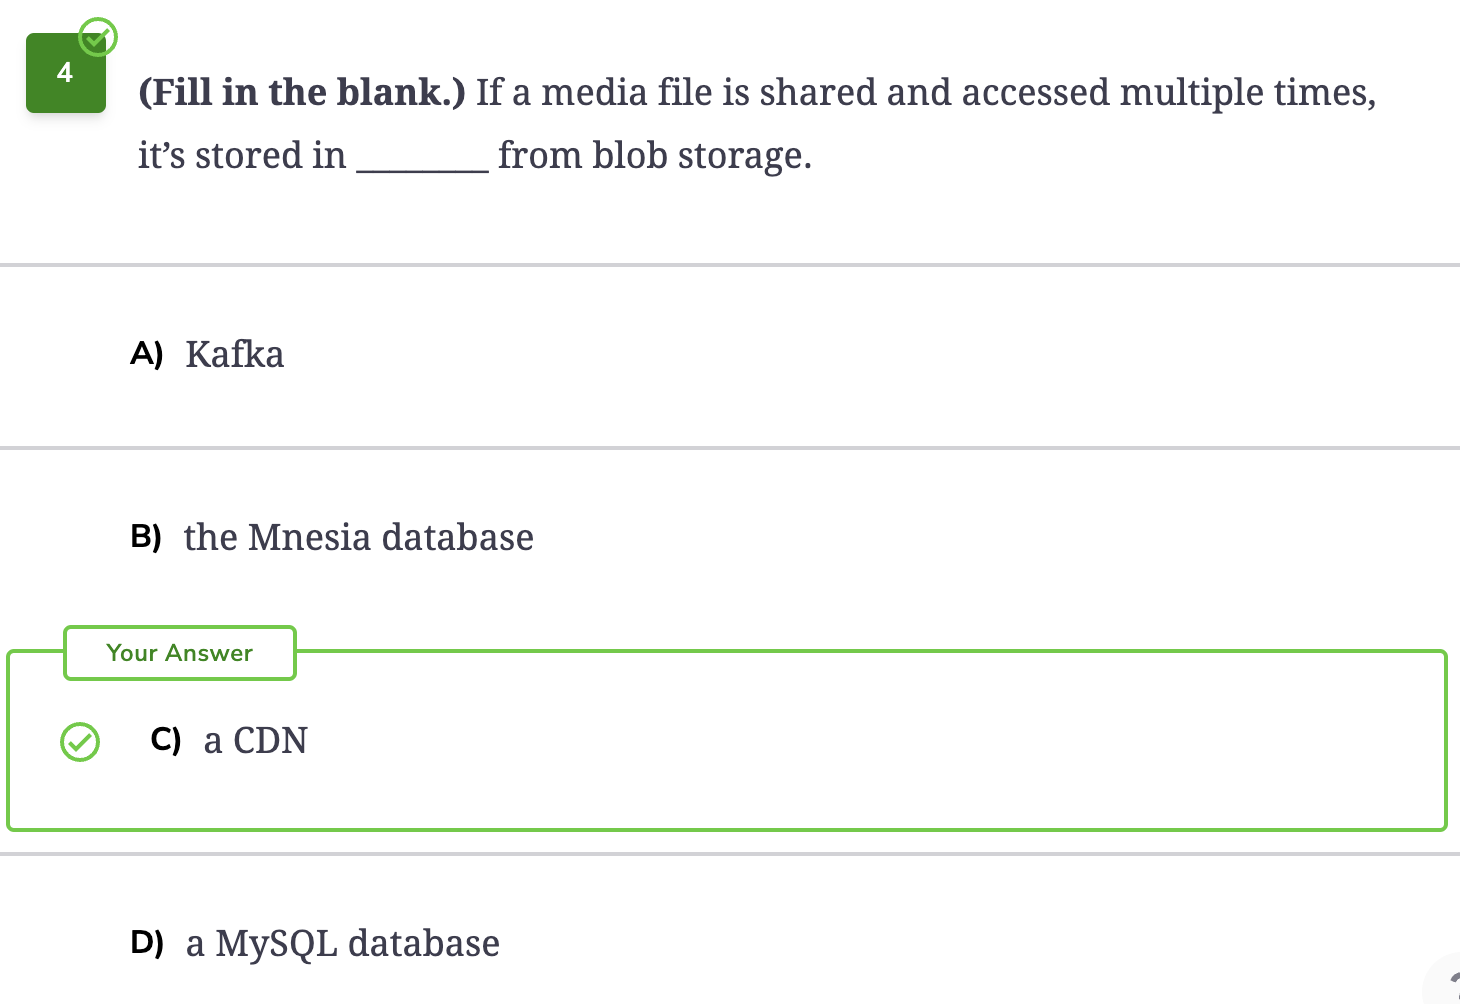 4
(Fill in the blank.) If a media file is shared and accessed multiple times,
it’s stored in _______ from blob storage.
A) Kafka
B) the Mnesia database
Your Answer
C) a CDN
D) a MySQL database